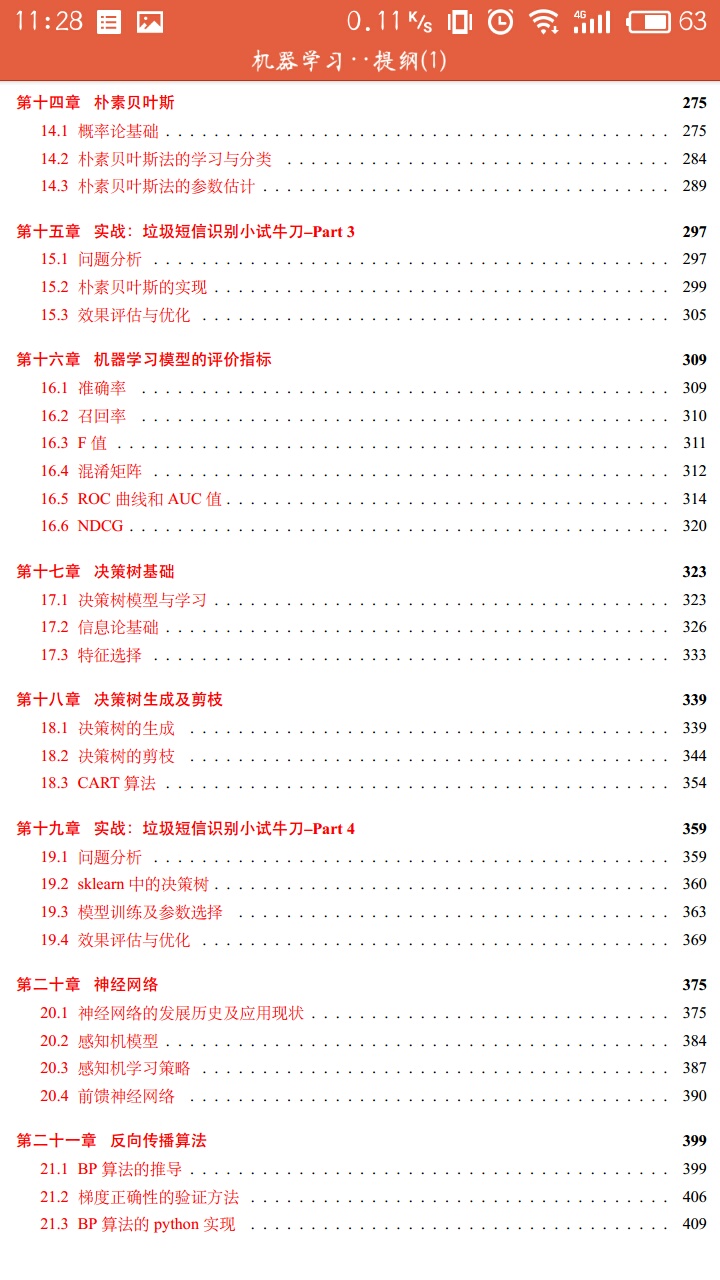 11:28 0.11 K/s 4G 63
机器学习··提纲(1)
第十四章 朴素贝叶斯 275
14.1 概率论基础 . . . . . . . . . . . . . . . . . . . . 275
14.2 朴素贝叶斯法的学习与分类 . . . . . . . . . . . . . . . . . . . . 284
14.3 朴素贝叶斯法的参数估计 . . . . . . . . . . . . . . . . . . . . 289
第十五章 实战：垃圾短信识别小试牛刀–Part 3 297
15.1 问题分析 . . . . . . . . . . . . . . . . . . . . 297
15.2 朴素贝叶斯的实现 . . . . . . . . . . . . . . . . . . . . 299
15.3 效果评估与优化 . . . . . . . . . . . . . . . . . . . . 305
第十六章 机器学习模型的评价指标 309
16.1 准确率 . . . . . . . . . . . . . . . . . . . . 309
16.2 召回率 . . . . . . . . . . . . . . . . . . . . 310
16.3 F 值 . . . . . . . . . . . . . . . . . . . . 311
16.4 混淆矩阵 . . . . . . . . . . . . . . . . . . . . 312
16.5 ROC 曲线和 AUC 值 . . . . . . . . . . . . . . . . . . . . 314
16.6 NDCG . . . . . . . . . . . . . . . . . . . . 320
第十七章 决策树基础 323
17.1 决策树模型与学习 . . . . . . . . . . . . . . . . . . . . 323
17.2 信息论基础 . . . . . . . . . . . . . . . . . . . . 326
17.3 特征选择 . . . . . . . . . . . . . . . . . . . . 333
第十八章 决策树生成及剪枝 339
18.1 决策树的生成 . . . . . . . . . . . . . . . . . . . . 339
18.2 决策树的剪枝 . . . . . . . . . . . . . . . . . . . . 344
18.3 CART 算法 . . . . . . . . . . . . . . . . . . . . 354
第十九章 实战：垃圾短信识别小试牛刀–Part 4 359
19.1 问题分析 . . . . . . . . . . . . . . . . . . . . 359
19.2 sklearn 中的决策树 . . . . . . . . . . . . . . . . . . . . 360
19.3 模型训练及参数选择 . . . . . . . . . . . . . . . . . . . . 363
19.4 效果评估与优化 . . . . . . . . . . . . . . . . . . . . 369
第二十章 神经网络 375
20.1 神经网络的发展历史及应用现状 . . . . . . . . . . . . . . . . . . . . 375
20.2 感知机模型 . . . . . . . . . . . . . . . . . . . . 384
20.3 感知机学习策略 . . . . . . . . . . . . . . . . . . . . 387
20.4 前馈神经网络 . . . . . . . . . . . . . . . . . . . . 390
第二十一章 反向传播算法 399
21.1 BP 算法的推导 . . . . . . . . . . . . . . . . . . . . 399
21.2 梯度正确性的验证方法 . . . . . . . . . . . . . . . . . . . . 406
21.3 BP 算法的 python 实现 . . . . . . . . . . . . . . . . . . . . 409